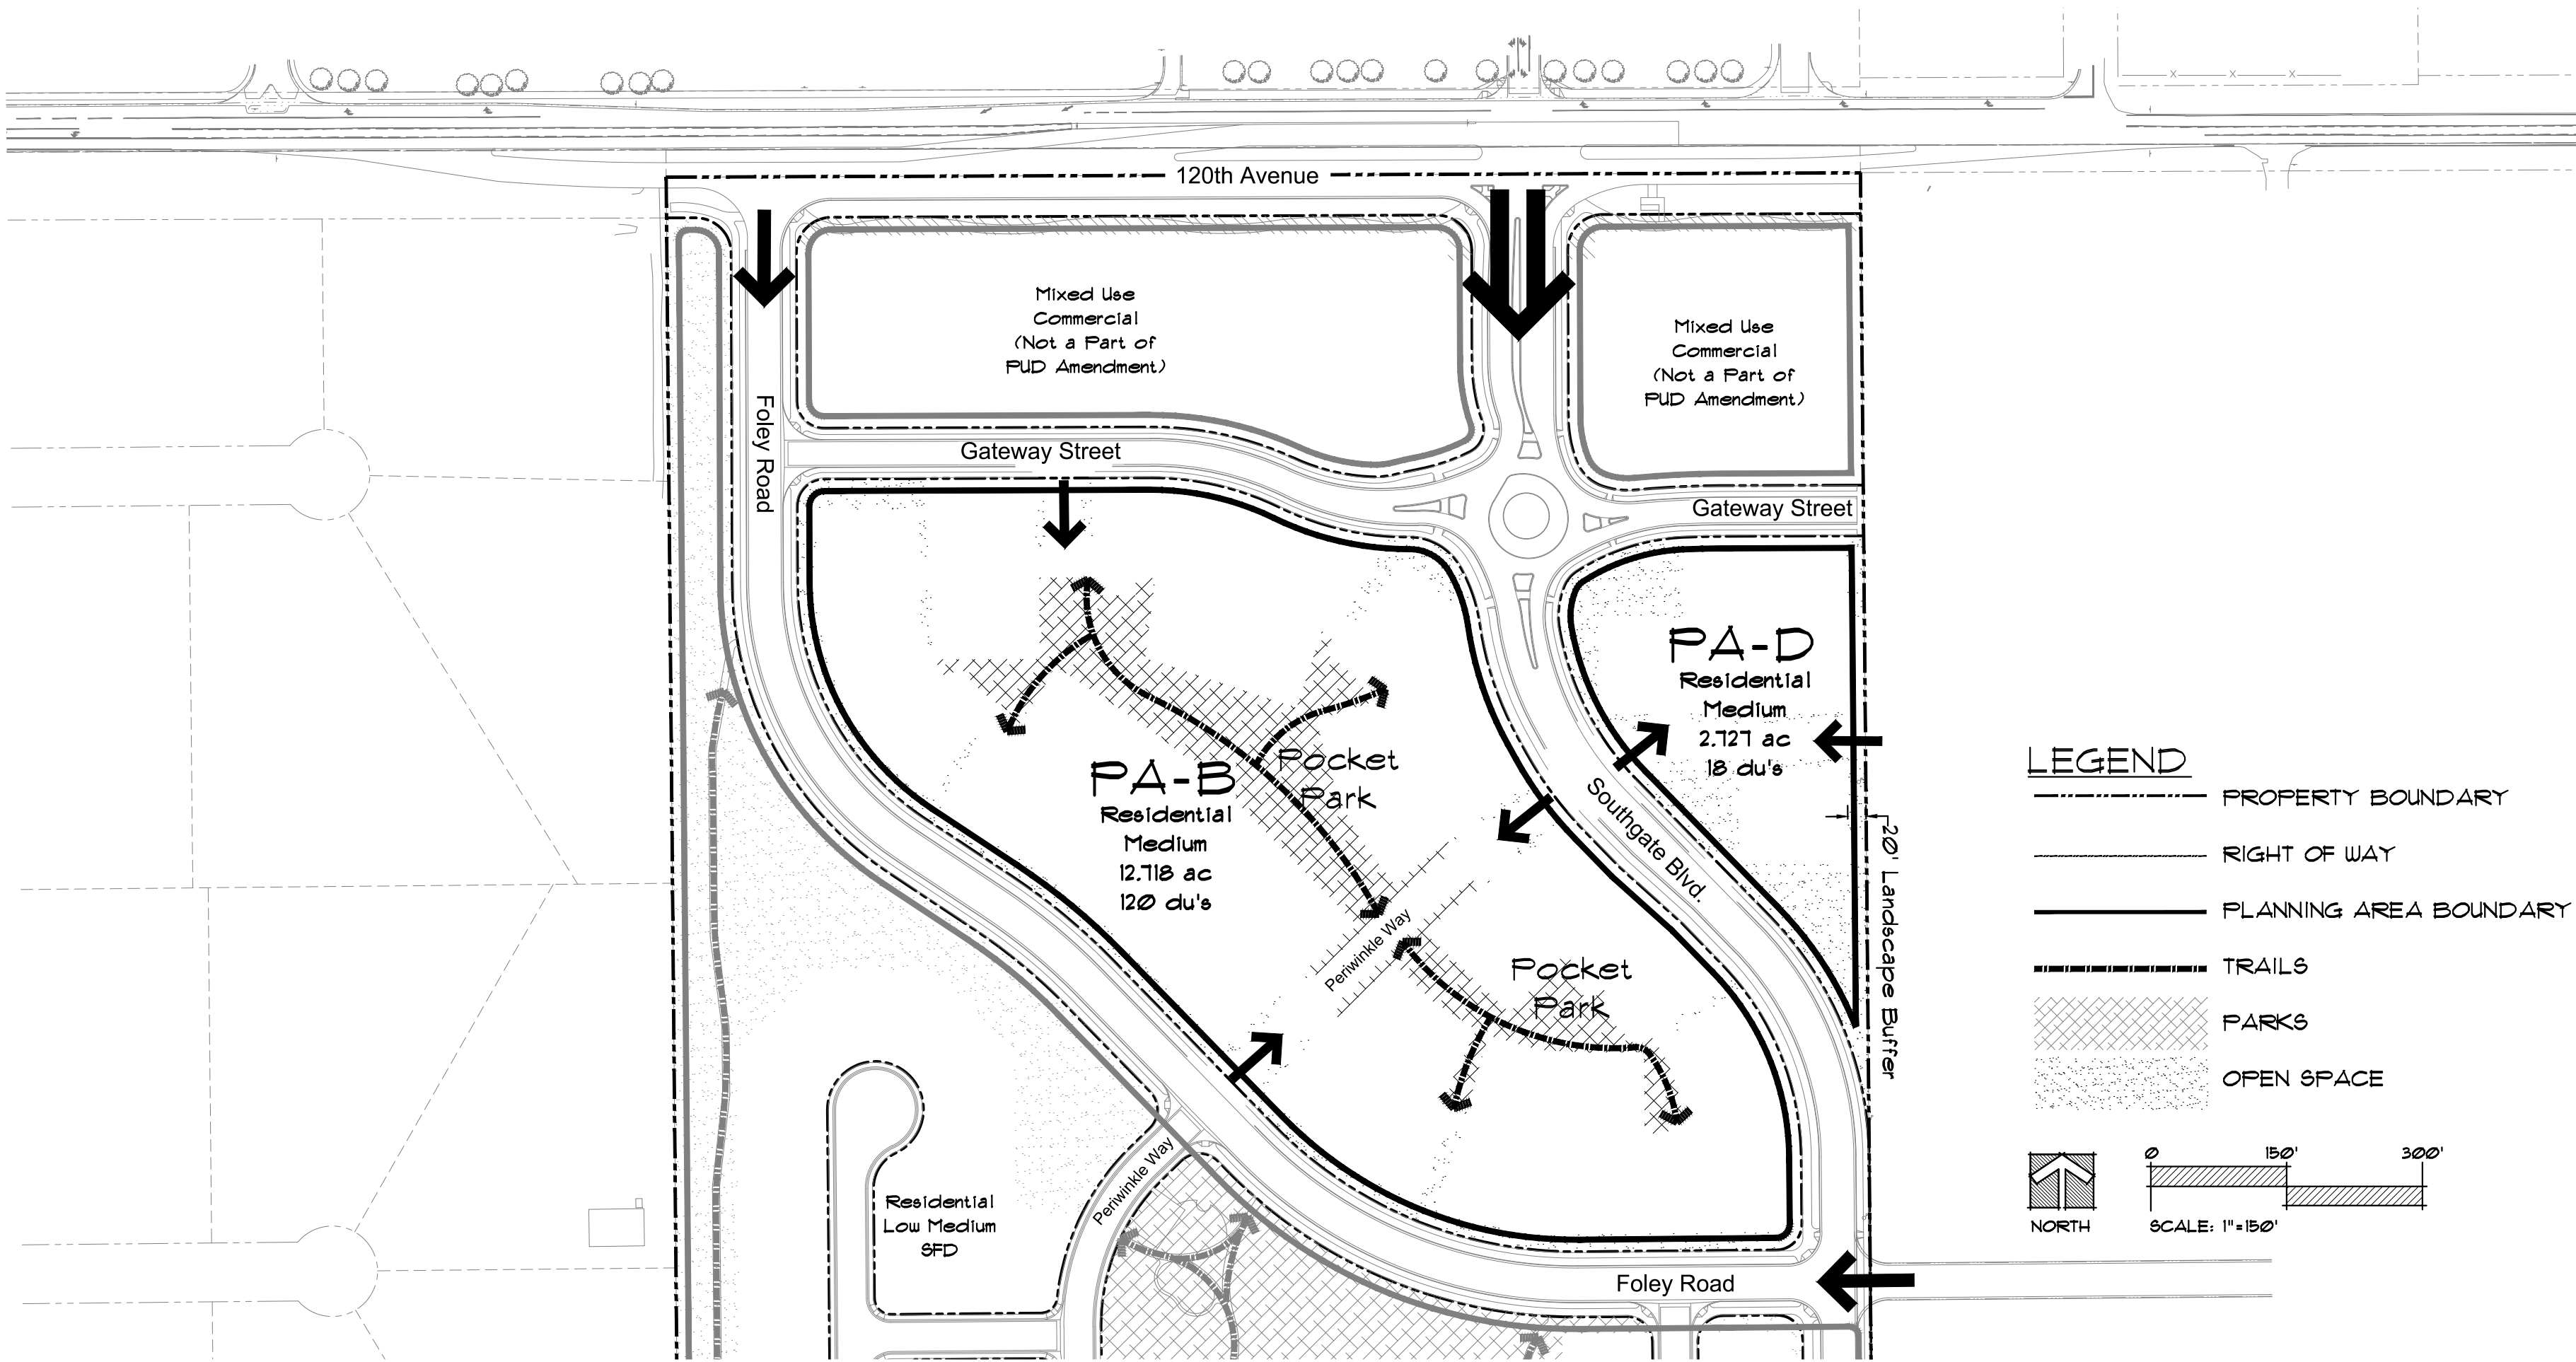 120th Avenue
Mixed Use
Commercial
(Not a Part of
PUD Amendment)
Mixed Use
Commercial
(Not a Part of
PUD Amendment)
Foley Road
Gateway Street
Gateway Street
PA-D
Residential
Medium
2.727 ac
18 du's
PA-B
Residential
Medium
12.718 ac
120 du's
Pocket
Park
Southgate Blvd.
20' Landscape Buffer
Periwinkle Way
Pocket
Park
Periwinkle Way
Residential
Low Medium
SFD
Foley Road
LEGEND
PROPERTY BOUNDARY
RIGHT OF WAY
PLANNING AREA BOUNDARY
TRAILS
PARKS
OPEN SPACE
0 150' 300'
NORTH
SCALE: 1"=150'